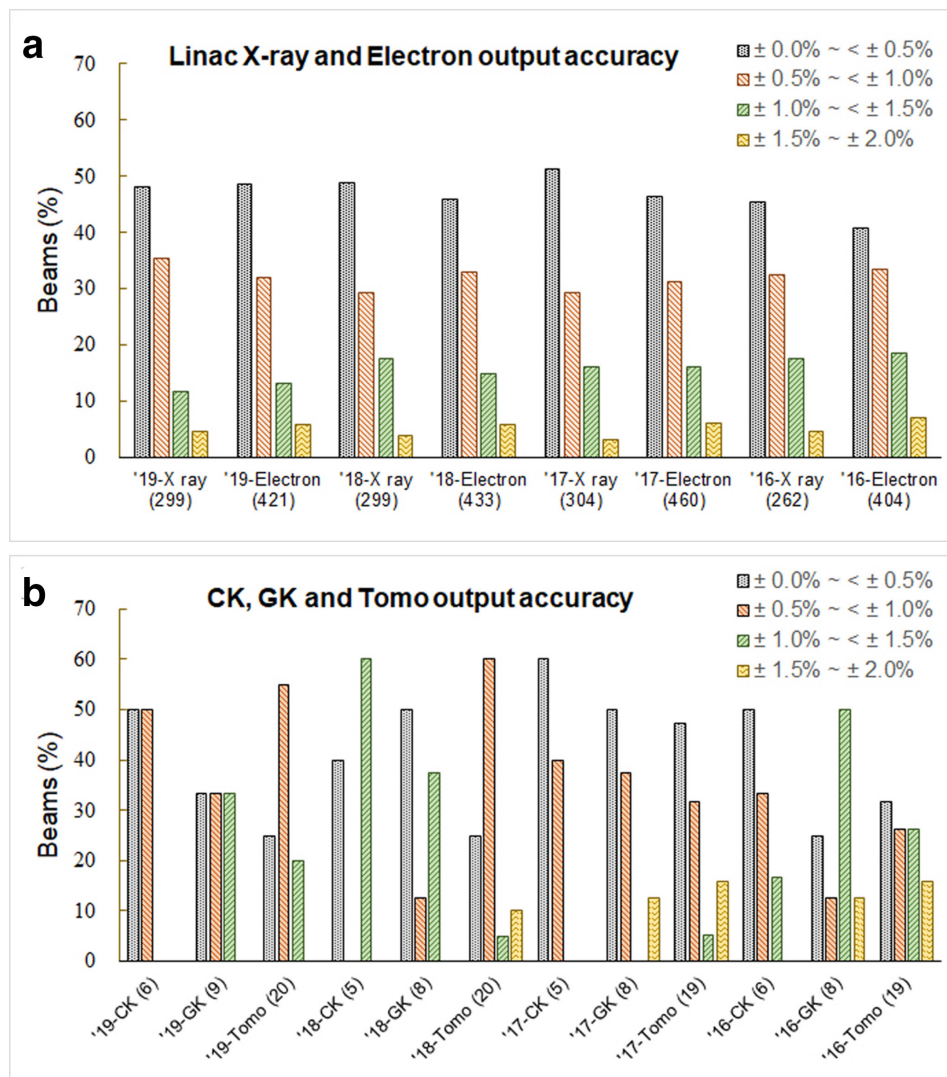 a
Linac X-ray and Electron output accuracy
± 0.0% ~ < ± 0.5%
± 0.5% ~ < ± 1.0%
± 1.0% ~ < ± 1.5%
± 1.5% ~ ± 2.0%
70
60
50
40
30
20
10
0
Beams (%)
'19-X ray
(299)
'19-Electron
(421)
'18-X ray
(299)
'18-Electron
(433)
'17-X ray
(304)
'17-Electron
(460)
'16-X ray
(262)
'16-Electron
(404)
b
CK, GK and Tomo output accuracy
± 0.0% ~ < ± 0.5%
± 0.5% ~ < ± 1.0%
± 1.0% ~ < ± 1.5%
± 1.5% ~ ± 2.0%
70
60
50
40
30
20
10
0
Beams (%)
'19-CK (6)
'19-GK (9)
'19-Tomo (20)
'18-CK (5)
'18-GK (8)
'18-Tomo (20)
'17-CK (5)
'17-GK (8)
'17-Tomo (19)
'16-CK (6)
'16-GK (8)
'16-Tomo (19)